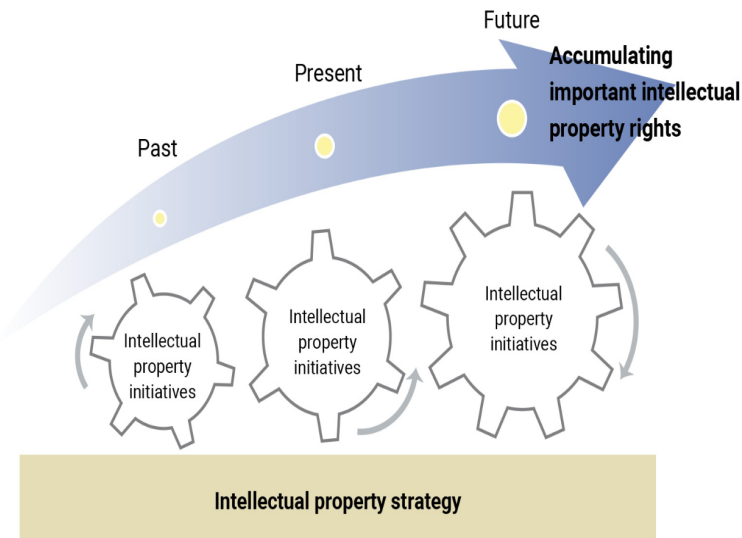 Future
Accumulating
important intellectual
property rights
Present
Past
Intellectual
property
initiatives
Intellectual
property
initiatives
Intellectual
property
initiatives
Intellectual property strategy